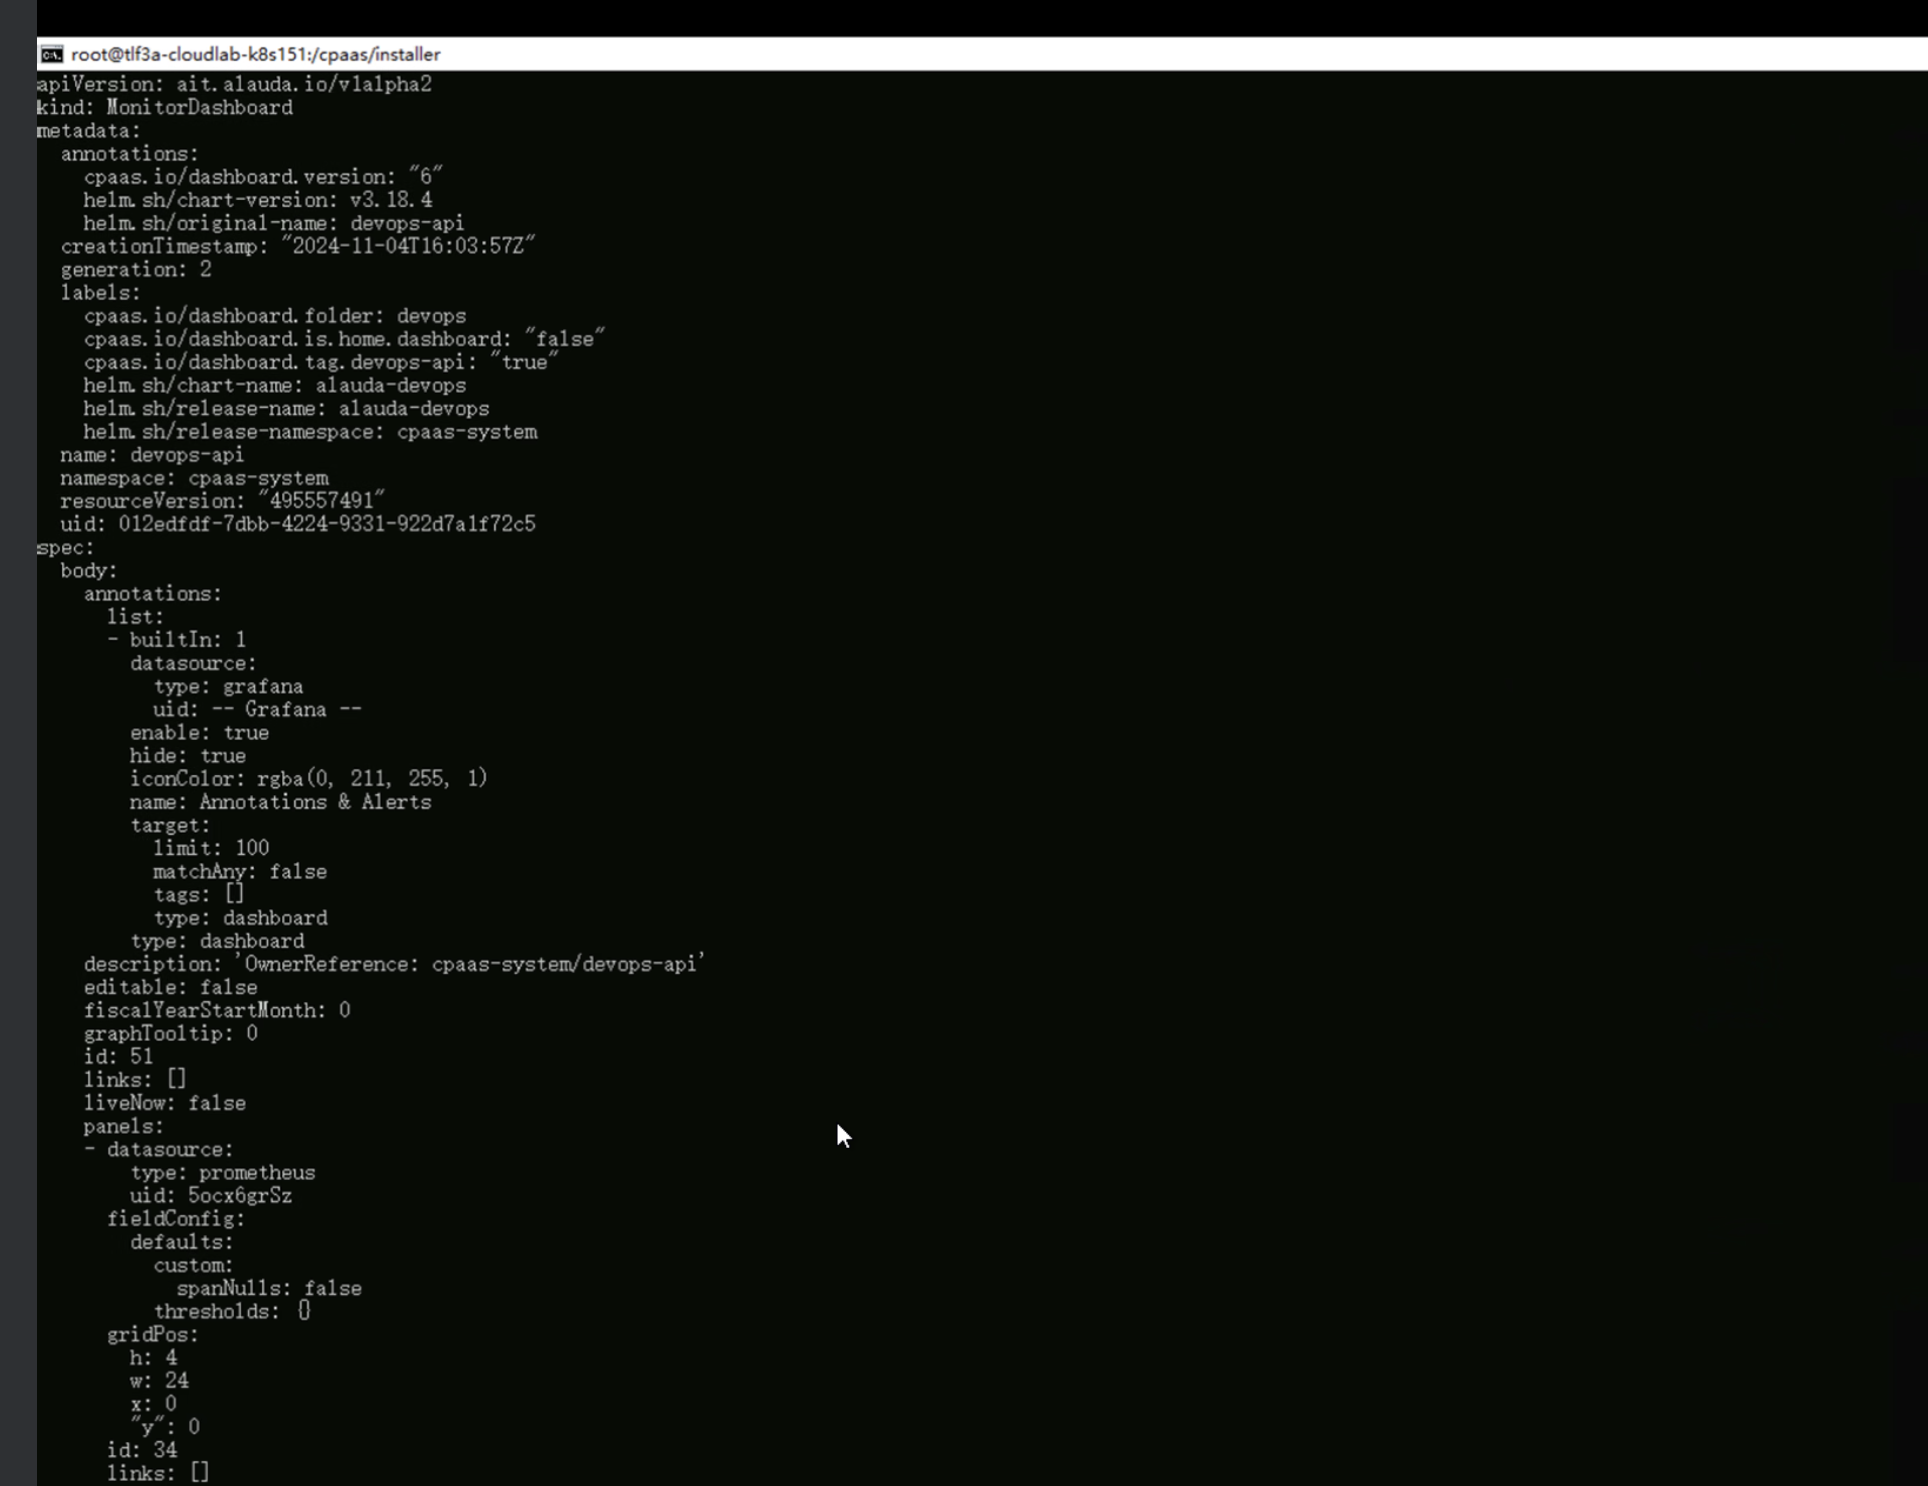 root@tlf3a-cloudlab-k8s151:/cpaas/installer
apiVersion: ait.alauda.io/v1alpha2
kind: MonitorDashboard
metadata:
  annotations:
    cpaas.io/dashboard.version: "6"
    helm.sh/chart-version: v3.18.4
    helm.sh/original-name: devops-api
  creationTimestamp: "2024-11-04T16:03:57Z"
  generation: 2
  labels:
    cpaas.io/dashboard.folder: devops
    cpaas.io/dashboard.is.home.dashboard: "false"
    cpaas.io/dashboard.tag.devops-api: "true"
    helm.sh/chart-name: alauda-devops
    helm.sh/release-name: alauda-devops
    helm.sh/release-namespace: cpaas-system
  name: devops-api
  namespace: cpaas-system
  resourceVersion: "495557491"
  uid: 012edfdf-7dbb-4224-9331-922d7a1f72c5
spec:
  body:
    annotations:
      list:
      - builtIn: 1
        datasource:
          type: grafana
          uid: -- Grafana --
        enable: true
        hide: true
        iconColor: rgba(0, 211, 255, 1)
        name: Annotations & Alerts
        target:
          limit: 100
          matchAny: false
          tags: []
          type: dashboard
        type: dashboard
    description: 'OwnerReference: cpaas-system/devops-api'
    editable: false
    fiscalYearStartMonth: 0
    graphTooltip: 0
    id: 51
    links: []
    liveNow: false
    panels:
    - datasource:
        type: prometheus
        uid: 5ocx6grSz
      fieldConfig:
        defaults:
          custom:
            spanNulls: false
          thresholds: {}
      gridPos:
        h: 4
        w: 24
        x: 0
        "y": 0
      id: 34
      links: []